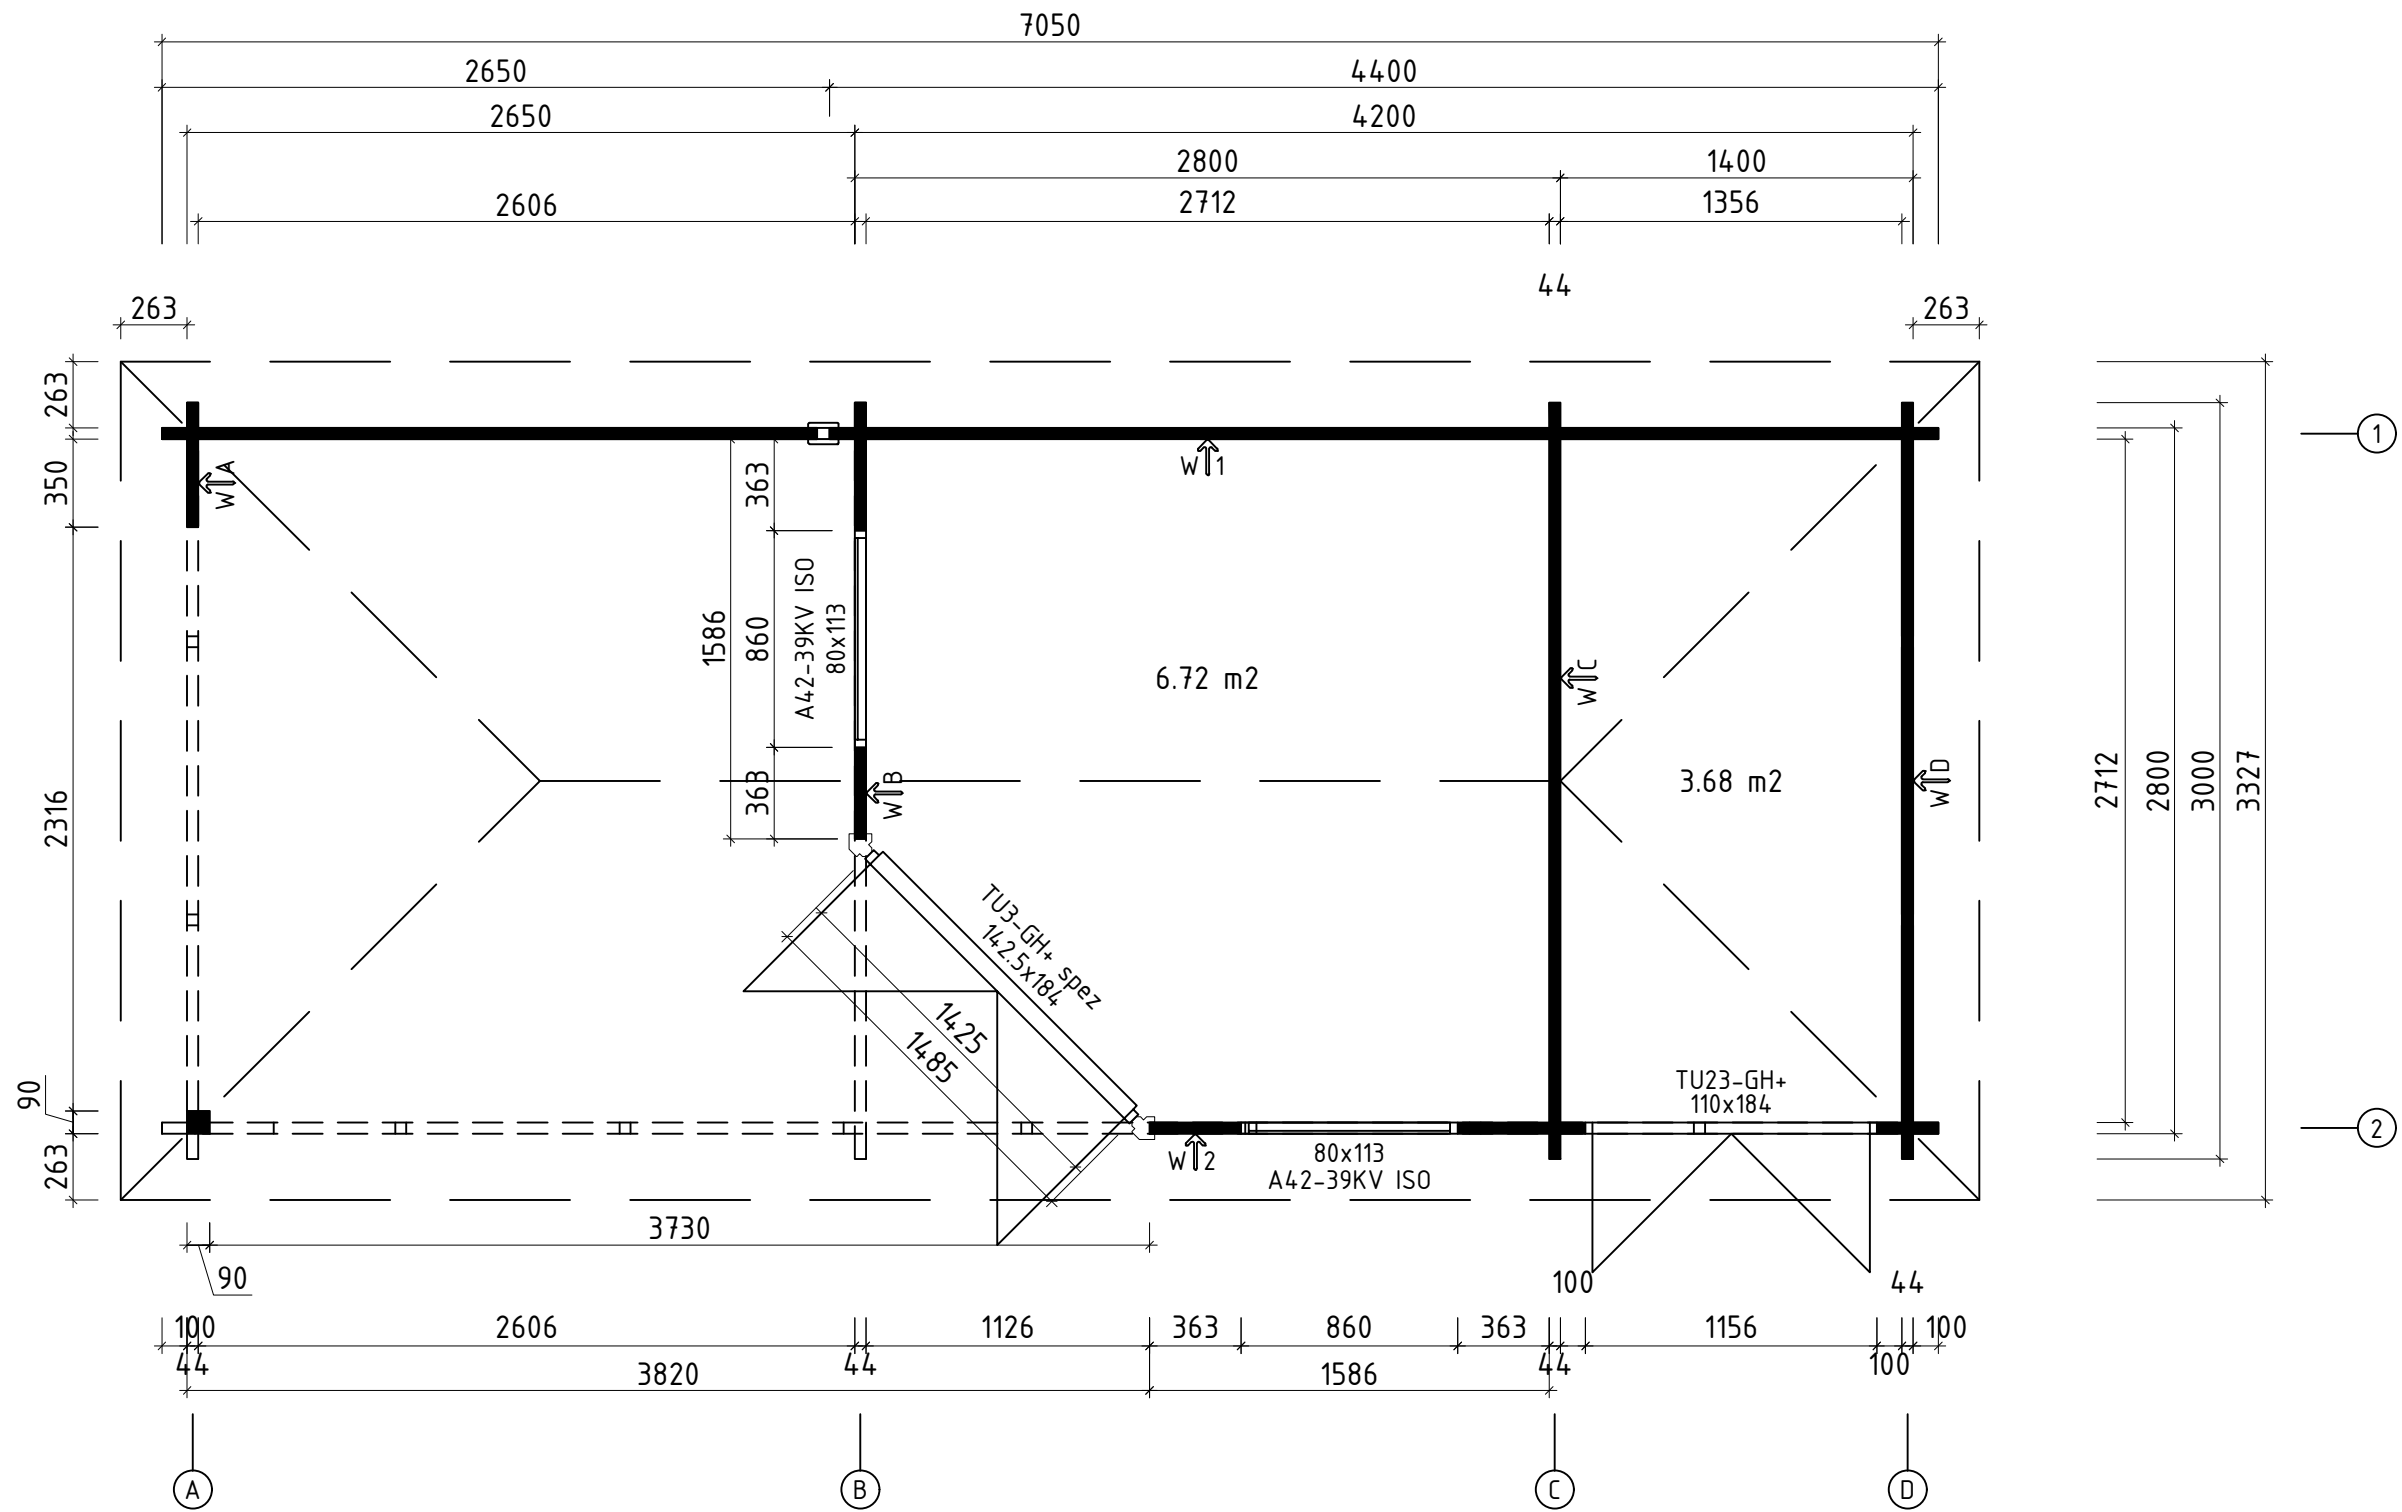 7050
2650
4400
2650
4200
2800
1400
2606
2712
1356
44
263
263
263
350
2316
90
263
W A
W 1
1
363
860
363
1586
A42-39KV ISO
80x113
6.72 m2
W C
W B
3.68 m2
W D
2712
2800
3000
3327
TU3-GH+ spez
142.5x184
1425
1485
TU23-GH+
110x184
W 2
80x113
A42-39KV ISO
2
3730
90
100
44
100
2606
1126
363
860
363
1156
100
44
44
44
100
3820
1586
A
B
C
D